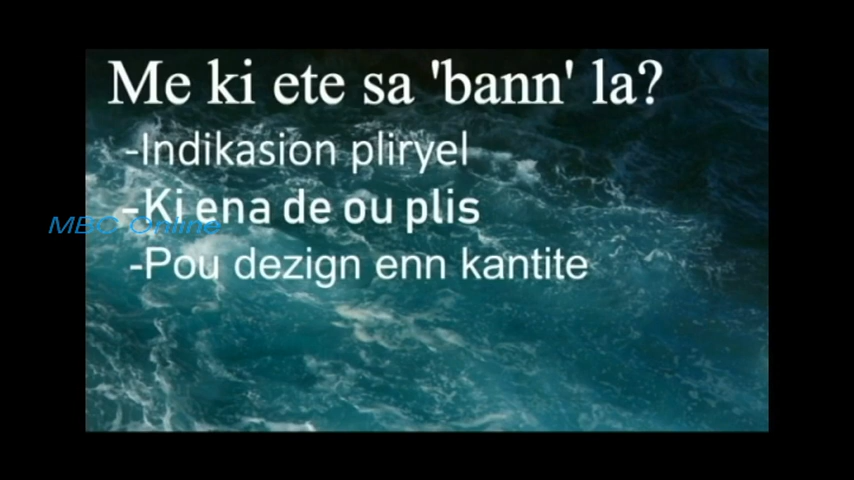 Me ki ete sa 'bann' la?
-Indikasion pliryel
-Ki ena de ou plis
MBC Online
-Pou dezign enn kantite